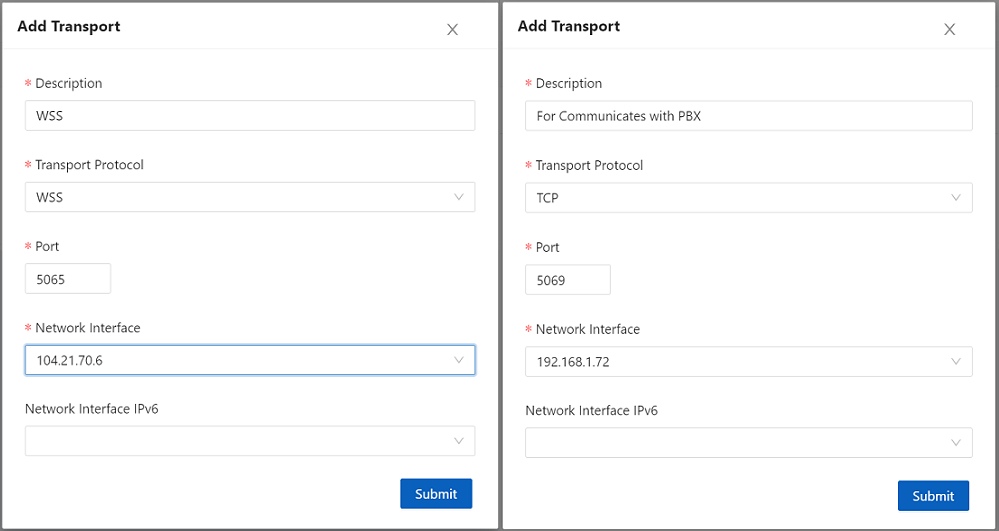 Add Transport
* Description
WSS
* Transport Protocol
WSS
* Port
5065
* Network Interface
104.21.70.6
Network Interface IPv6
Submit
Add Transport
* Description
For Communicates with PBX
* Transport Protocol
TCP
* Port
5069
* Network Interface
192.168.1.72
Network Interface IPv6
Submit